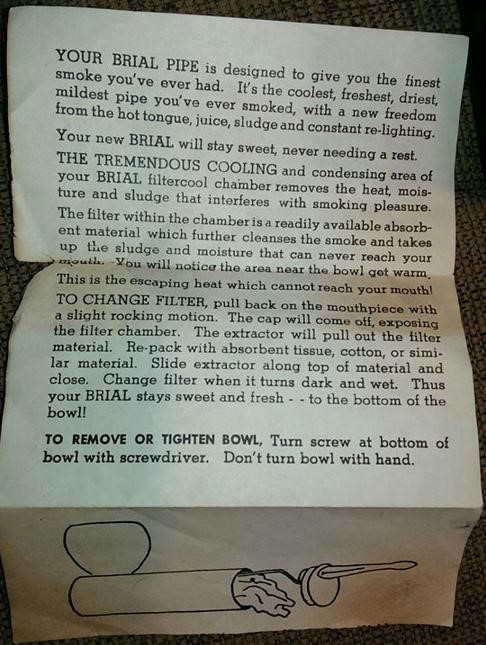 YOUR BRIAL PIPE is designed to give you the finest
smoke you've ever had. It's the coolest, freshest, driest,
mildest pipe you've ever smoked, with a new freedom
from the hot tongue, juice, sludge and constant re-lighting.
Your new BRIAL will stay sweet, never needing a rest.
THE TREMENDOUS COOLING and condensing area of
your BRIAL filtercool chamber removes the heat, mois-
ture and sludge that interferes with smoking pleasure.
The filter within the chamber is a readily available absorb-
ent material which further cleanses the smoke and takes
up the sludge and moisture that can never reach your
mouth. You will notice the area near the bowl get warm.
This is the escaping heat which cannot reach your mouth!
TO CHANGE FILTER, pull back on the mouthpiece with
a slight rocking motion. The cap will come off, exposing
the filter chamber. The extractor will pull out the filter
material. Re-pack with absorbent tissue, cotton, or simi-
lar material. Slide extractor along top of material and
close. Change filter when it turns dark and wet. Thus
your BRIAL stays sweet and fresh - - to the bottom of the
bowl!
TO REMOVE OR TIGHTEN BOWL, Turn screw at bottom of
bowl with screwdriver. Don't turn bowl with hand.